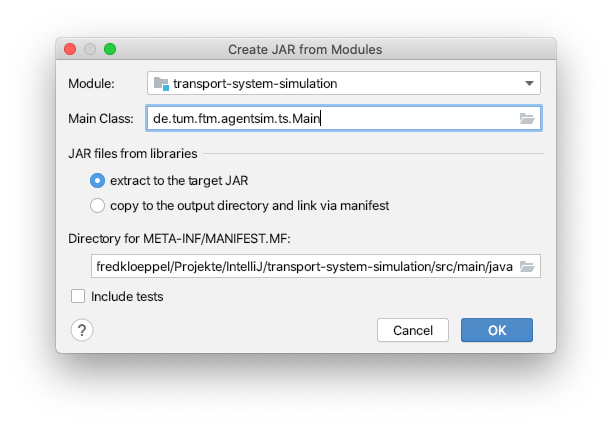 Create JAR from Modules
Module: transport-system-simulation
Main Class: de.tum.ftm.agentsim.ts.Main
JAR files from libraries
extract to the target JAR
copy to the output directory and link via manifest
Directory for META-INF/MANIFEST.MF:
fredkloeppel/Projekte/IntelliJ/transport-system-simulation/src/main/java
Include tests
? Cancel OK